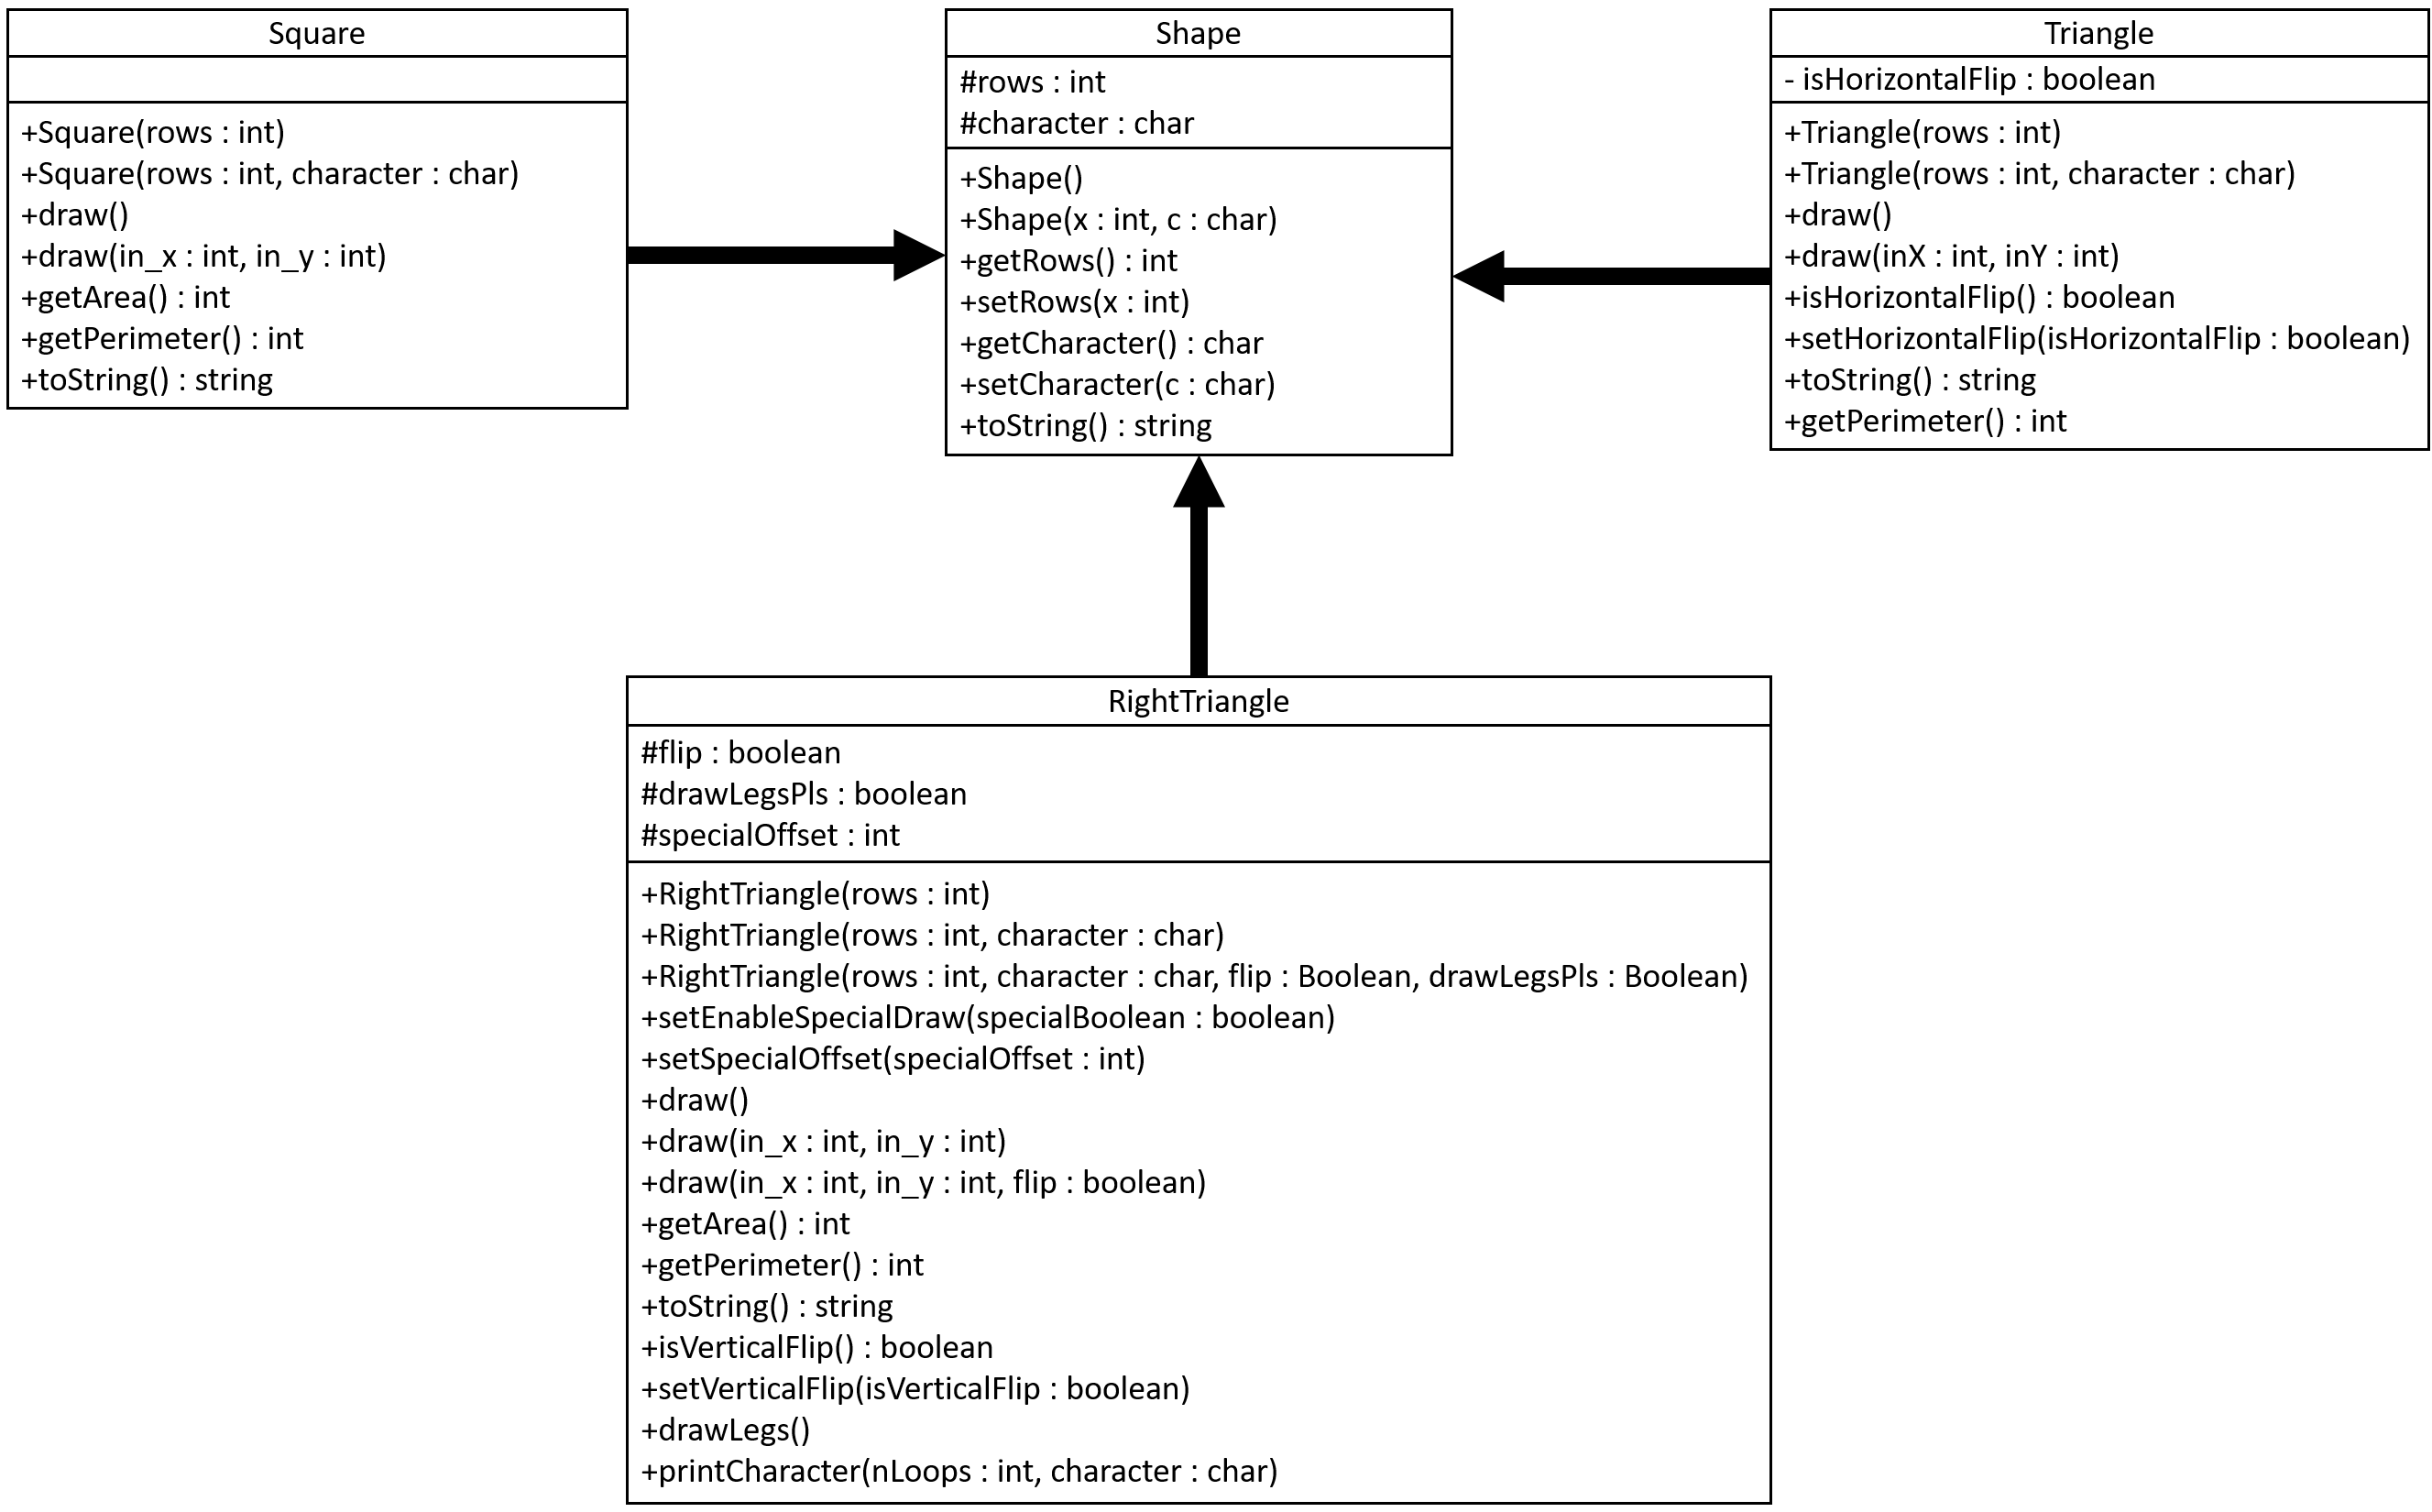 Square
+Square(rows : int)
+Square(rows : int, character : char)
+draw()
+draw(in_x : int, in_y : int)
+getArea() : int
+getPerimeter() : int
+toString() : string
Shape
#rows : int
#character : char
+Shape()
+Shape(x : int, c : char)
+getRows() : int
+setRows(x : int)
+getCharacter() : char
+setCharacter(c : char)
+toString() : string
Triangle
- isHorizontalFlip : boolean
+Triangle(rows : int)
+Triangle(rows : int, character : char)
+draw()
+draw(inX : int, inY : int)
+isHorizontalFlip() : boolean
+setHorizontalFlip(isHorizontalFlip : boolean)
+toString() : string
+getPerimeter() : int
RightTriangle
#flip : boolean
#drawLegsPls : boolean
#specialOffset : int
+RightTriangle(rows : int)
+RightTriangle(rows : int, character : char)
+RightTriangle(rows : int, character : char, flip : Boolean, drawLegsPls : Boolean)
+setEnableSpecialDraw(specialBoolean : boolean)
+setSpecialOffset(specialOffset : int)
+draw()
+draw(in_x : int, in_y : int)
+draw(in_x : int, in_y : int, flip : boolean)
+getArea() : int
+getPerimeter() : int
+toString() : string
+isVerticalFlip() : boolean
+setVerticalFlip(isVerticalFlip : boolean)
+drawLegs()
+printCharacter(nLoops : int, character : char)